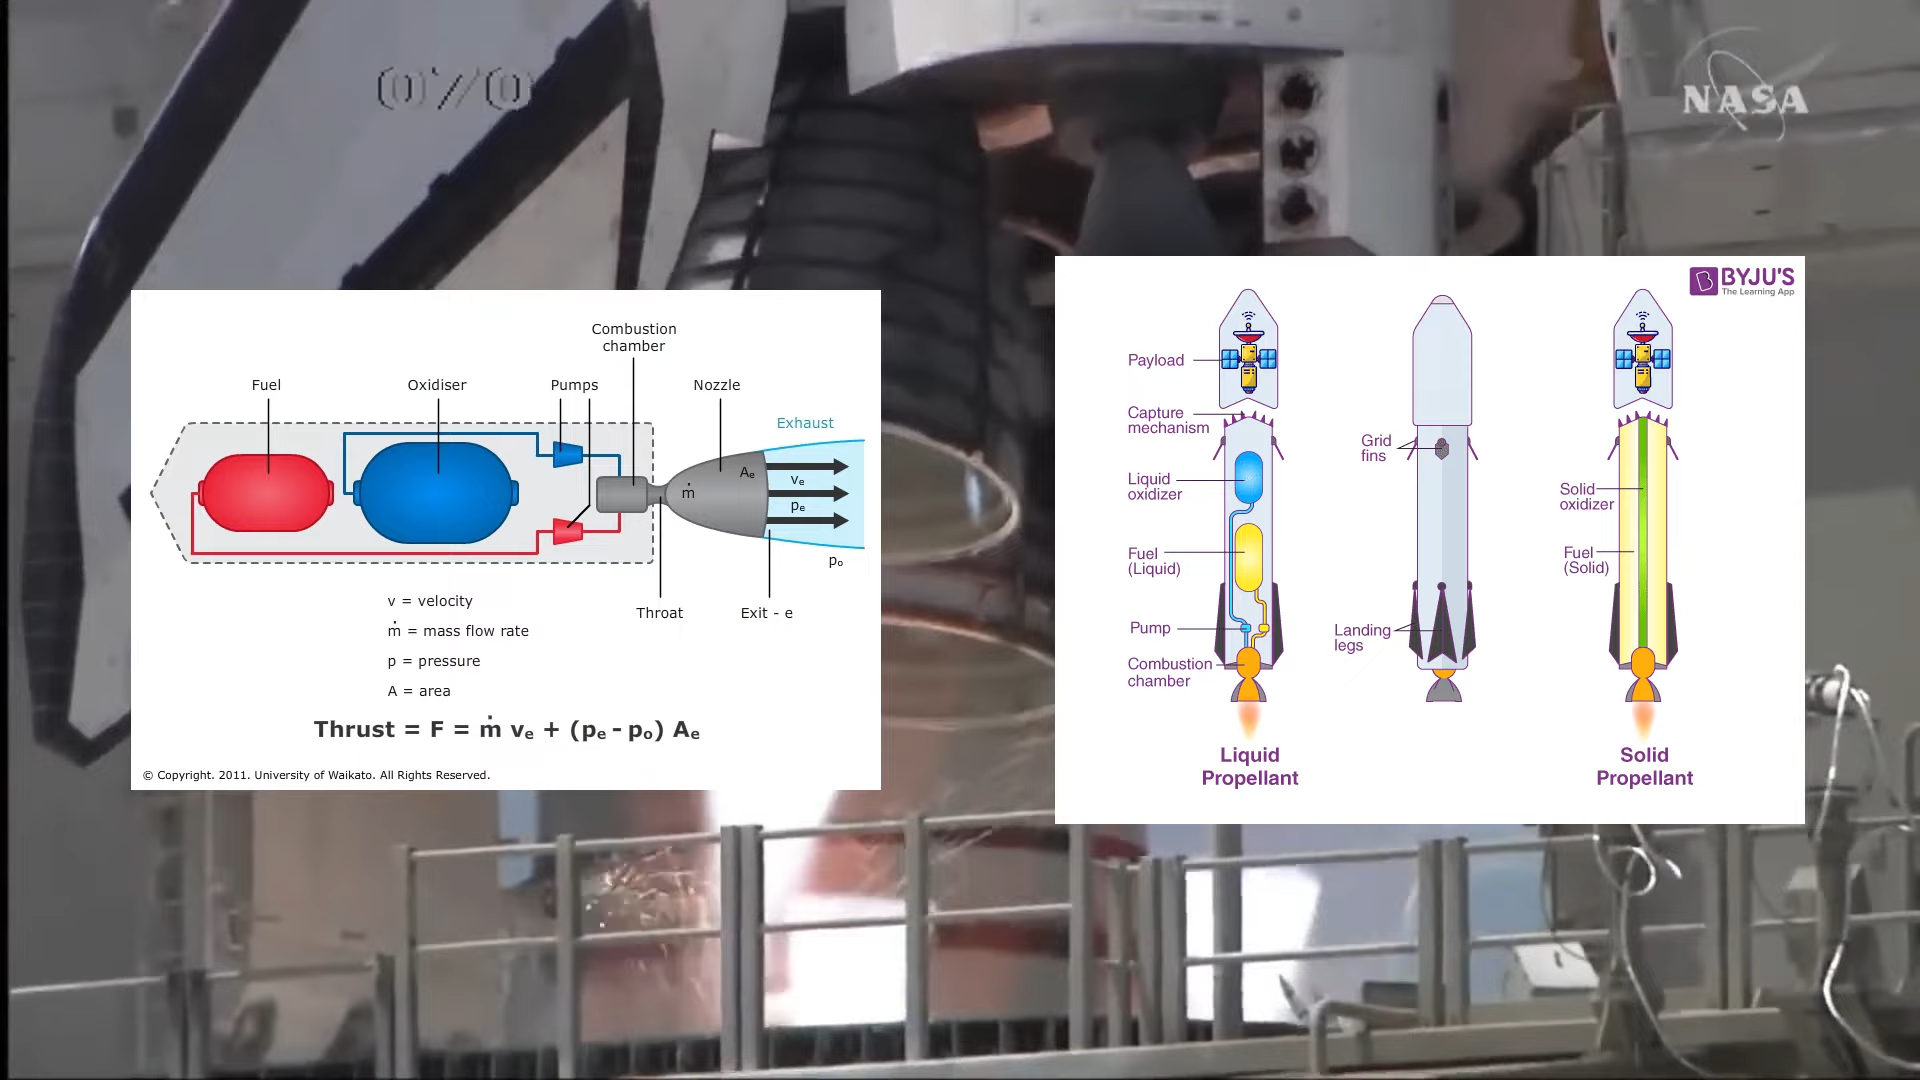 NASA
BYJU'S
The Learning App
Combustion
chamber
Fuel
Oxidiser
Pumps
Nozzle
Exhaust
Aₑ
ṁ
vₑ
pₑ
pₒ
Throat
Exit - e
v = velocity
ṁ = mass flow rate
p = pressure
A = area
Thrust = F = ṁ vₑ + (pₑ - pₒ) Aₑ
© Copyright. 2011. University of Waikato. All Rights Reserved.
Payload
Capture
mechanism
Liquid
oxidizer
Fuel
(Liquid)
Pump
Combustion
chamber
Liquid
Propellant
Grid
fins
Landing
legs
Solid
oxidizer
Fuel
(Solid)
Solid
Propellant